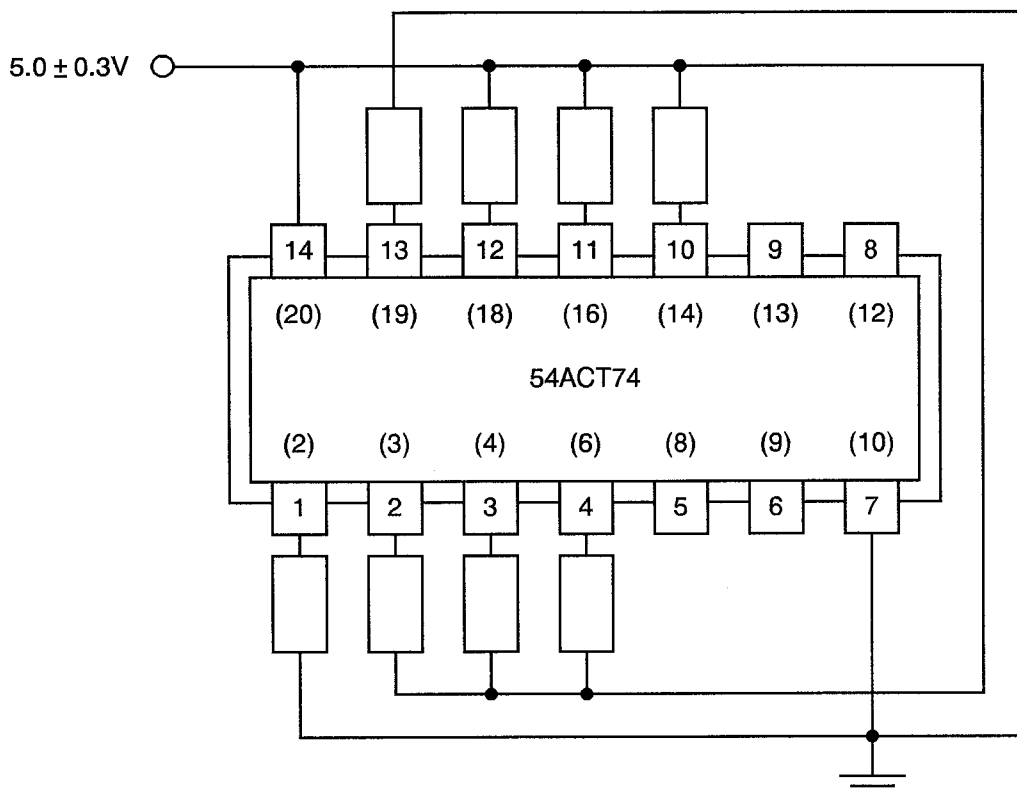 5.0 ± 0.3V
14 13 12 11 10 9 8
(20) (19) (18) (16) (14) (13) (12)
54ACT74
(2) (3) (4) (6) (8) (9) (10)
1 2 3 4 5 6 7